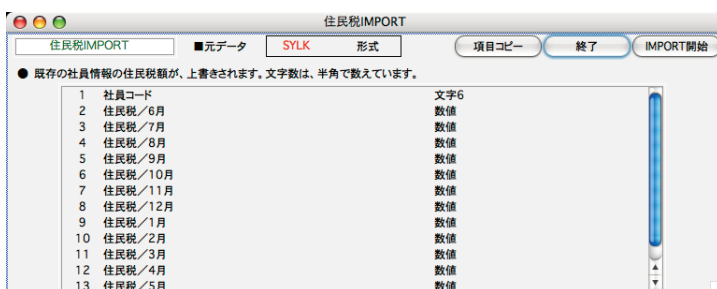 住民税IMPORT
住民税IMPORT ■元データ SYLK 形式 項目コピー 終了 IMPORT開始
● 既存の社員情報の住民税額が、上書きされます。文字数は、半角で数えています。
1 社員コード 文字6
2 住民税／6月 数値
3 住民税／7月 数値
4 住民税／8月 数値
5 住民税／9月 数値
6 住民税／10月 数値
7 住民税／11月 数値
8 住民税／12月 数値
9 住民税／1月 数値
10 住民税／2月 数値
11 住民税／3月 数値
12 住民税／4月 数値
13 住民税／5月 数値